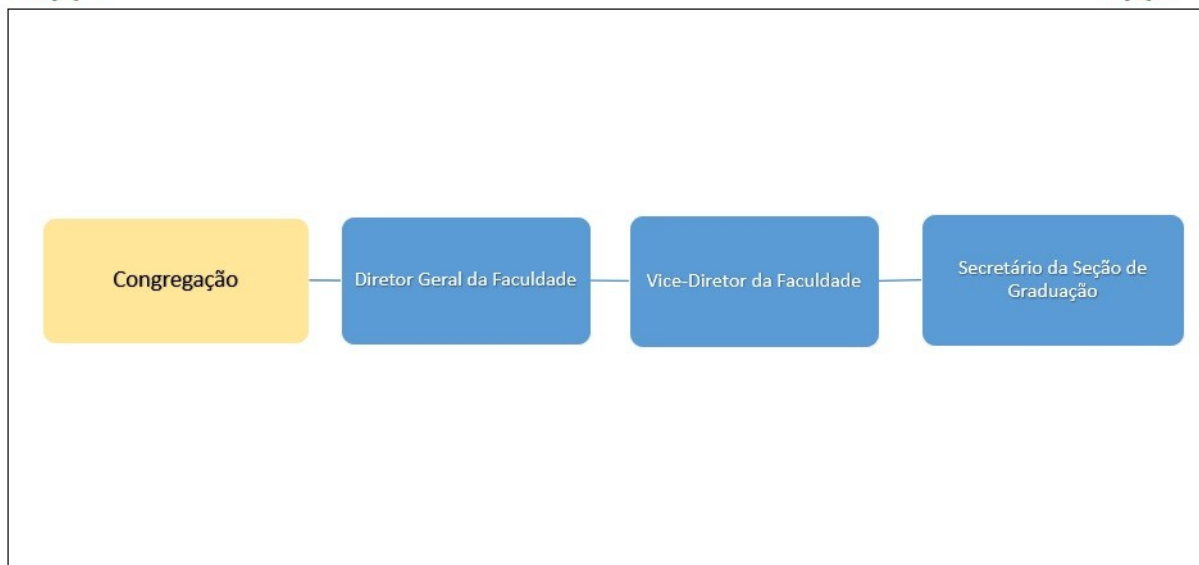 Congregação
Diretor Geral da Faculdade
Vice-Diretor da Faculdade
Secretário da Seção de
Graduação